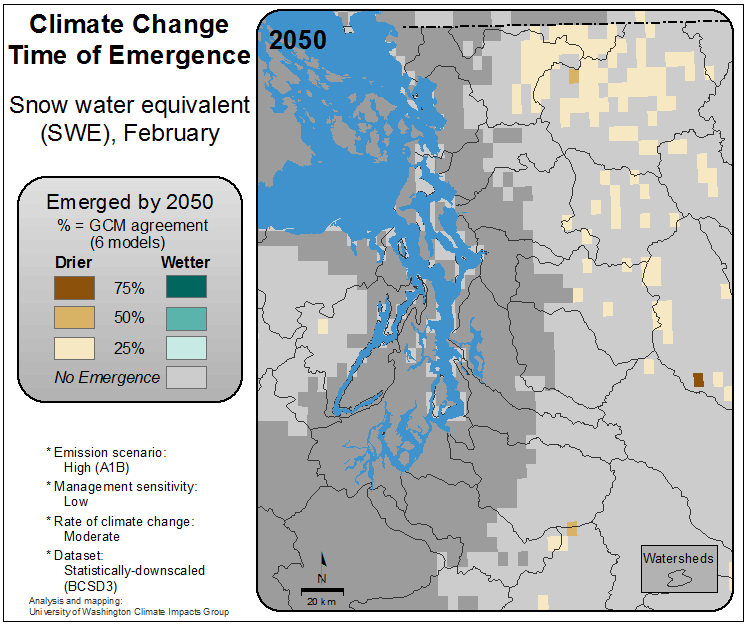 Climate Change
Time of Emergence
Snow water equivalent
(SWE), February
Emerged by 2050
% = GCM agreement
(6 models)
Drier Wetter
75%
50%
25%
No Emergence
* Emission scenario:
High (A1B)
* Management sensitivity:
Low
* Rate of climate change:
Moderate
* Dataset:
Statistically-downscaled
(BCSD3)
Analysis and mapping:
University of Washington Climate Impacts Group
2050
N
20 km
Watersheds